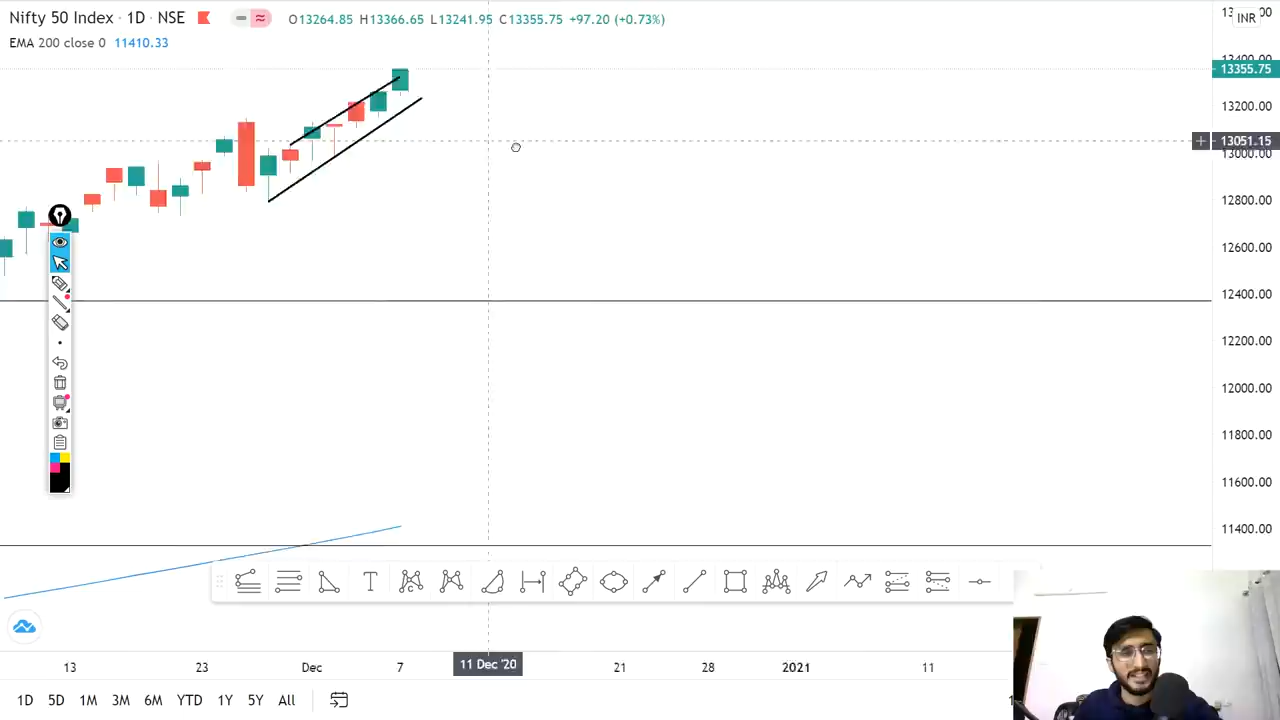 Nifty 50 Index · 1D · NSE O13264.85 H13366.65 L13241.95 C13355.75 +97.20 (+0.73%)
EMA 200 close 0 11410.33
INR
13400.00
13355.75
13200.00
13051.15
13000.00
12800.00
12600.00
12400.00
12200.00
12000.00
11800.00
11600.00
11400.00
T
13 23 Dec 7 11 Dec '20 21 28 2021 11
1D 5D 1M 3M 6M YTD 1Y 5Y All